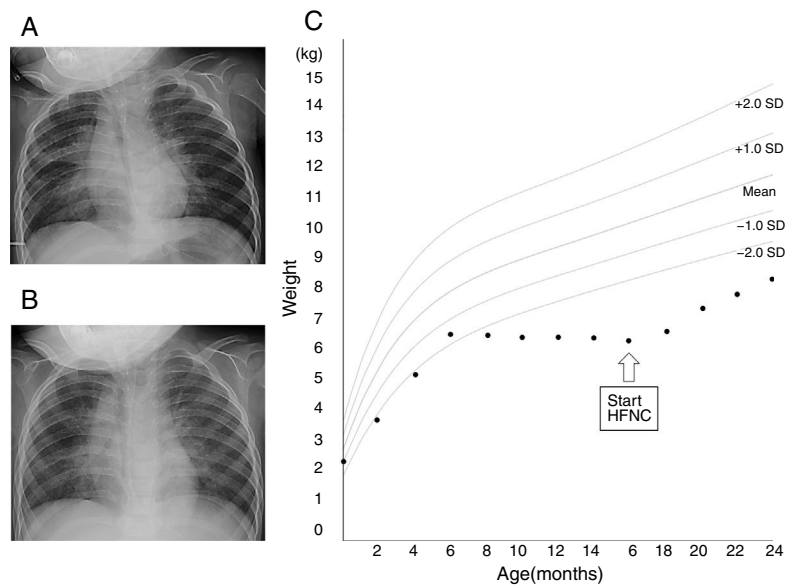 A
B
C
(kg)
15
14
13
12
11
10
9
8
7
6
5
4
3
2
1
0
Weight
+2.0 SD
+1.0 SD
Mean
−1.0 SD
−2.0 SD
Start
HFNC
2 4 6 8 10 12 14 6 18 20 22 24
Age(months)